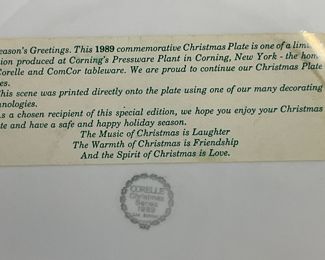 eason's Greetings. This 1989 commemorative Christmas Plate is one of a limi
ion produced at Corning's Pressware Plant in Corning, New York - the hom
Corelle and ComCor tableware. We are proud to continue our Christmas Plate
es.
This scene was printed directly onto the plate using one of our many decorating
hnologies.
s a chosen recipient of this special edition, we hope you enjoy your Christmas
te and have a safe and happy holiday season.
The Music of Christmas is Laughter
The Warmth of Christmas is Friendship
And the Spirit of Christmas is Love.
CORELLE
Christmas
Series
1989